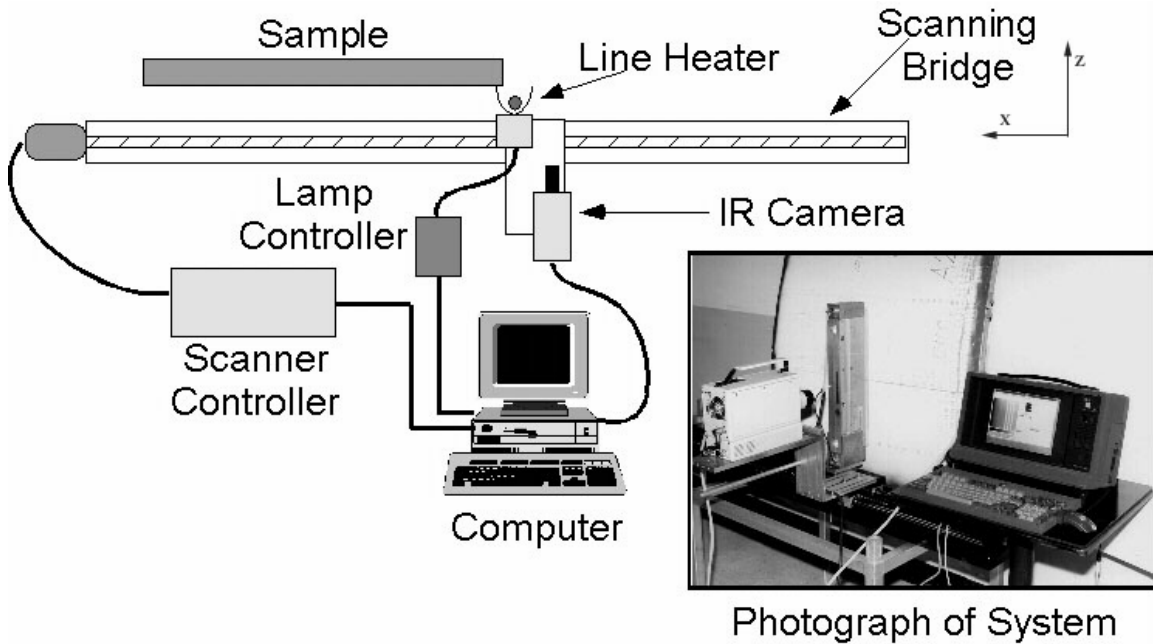 Sample
Line Heater
Scanning
Bridge
z
x
Lamp
Controller
IR Camera
Scanner
Controller
Computer
Photograph of System